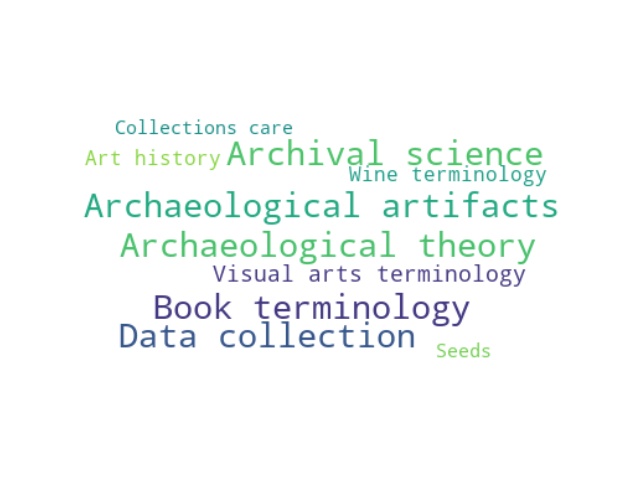 Collections care
Art history Archival science
Wine terminology
Archaeological artifacts
Archaeological theory
Visual arts terminology
Book terminology
Data collection
Seeds